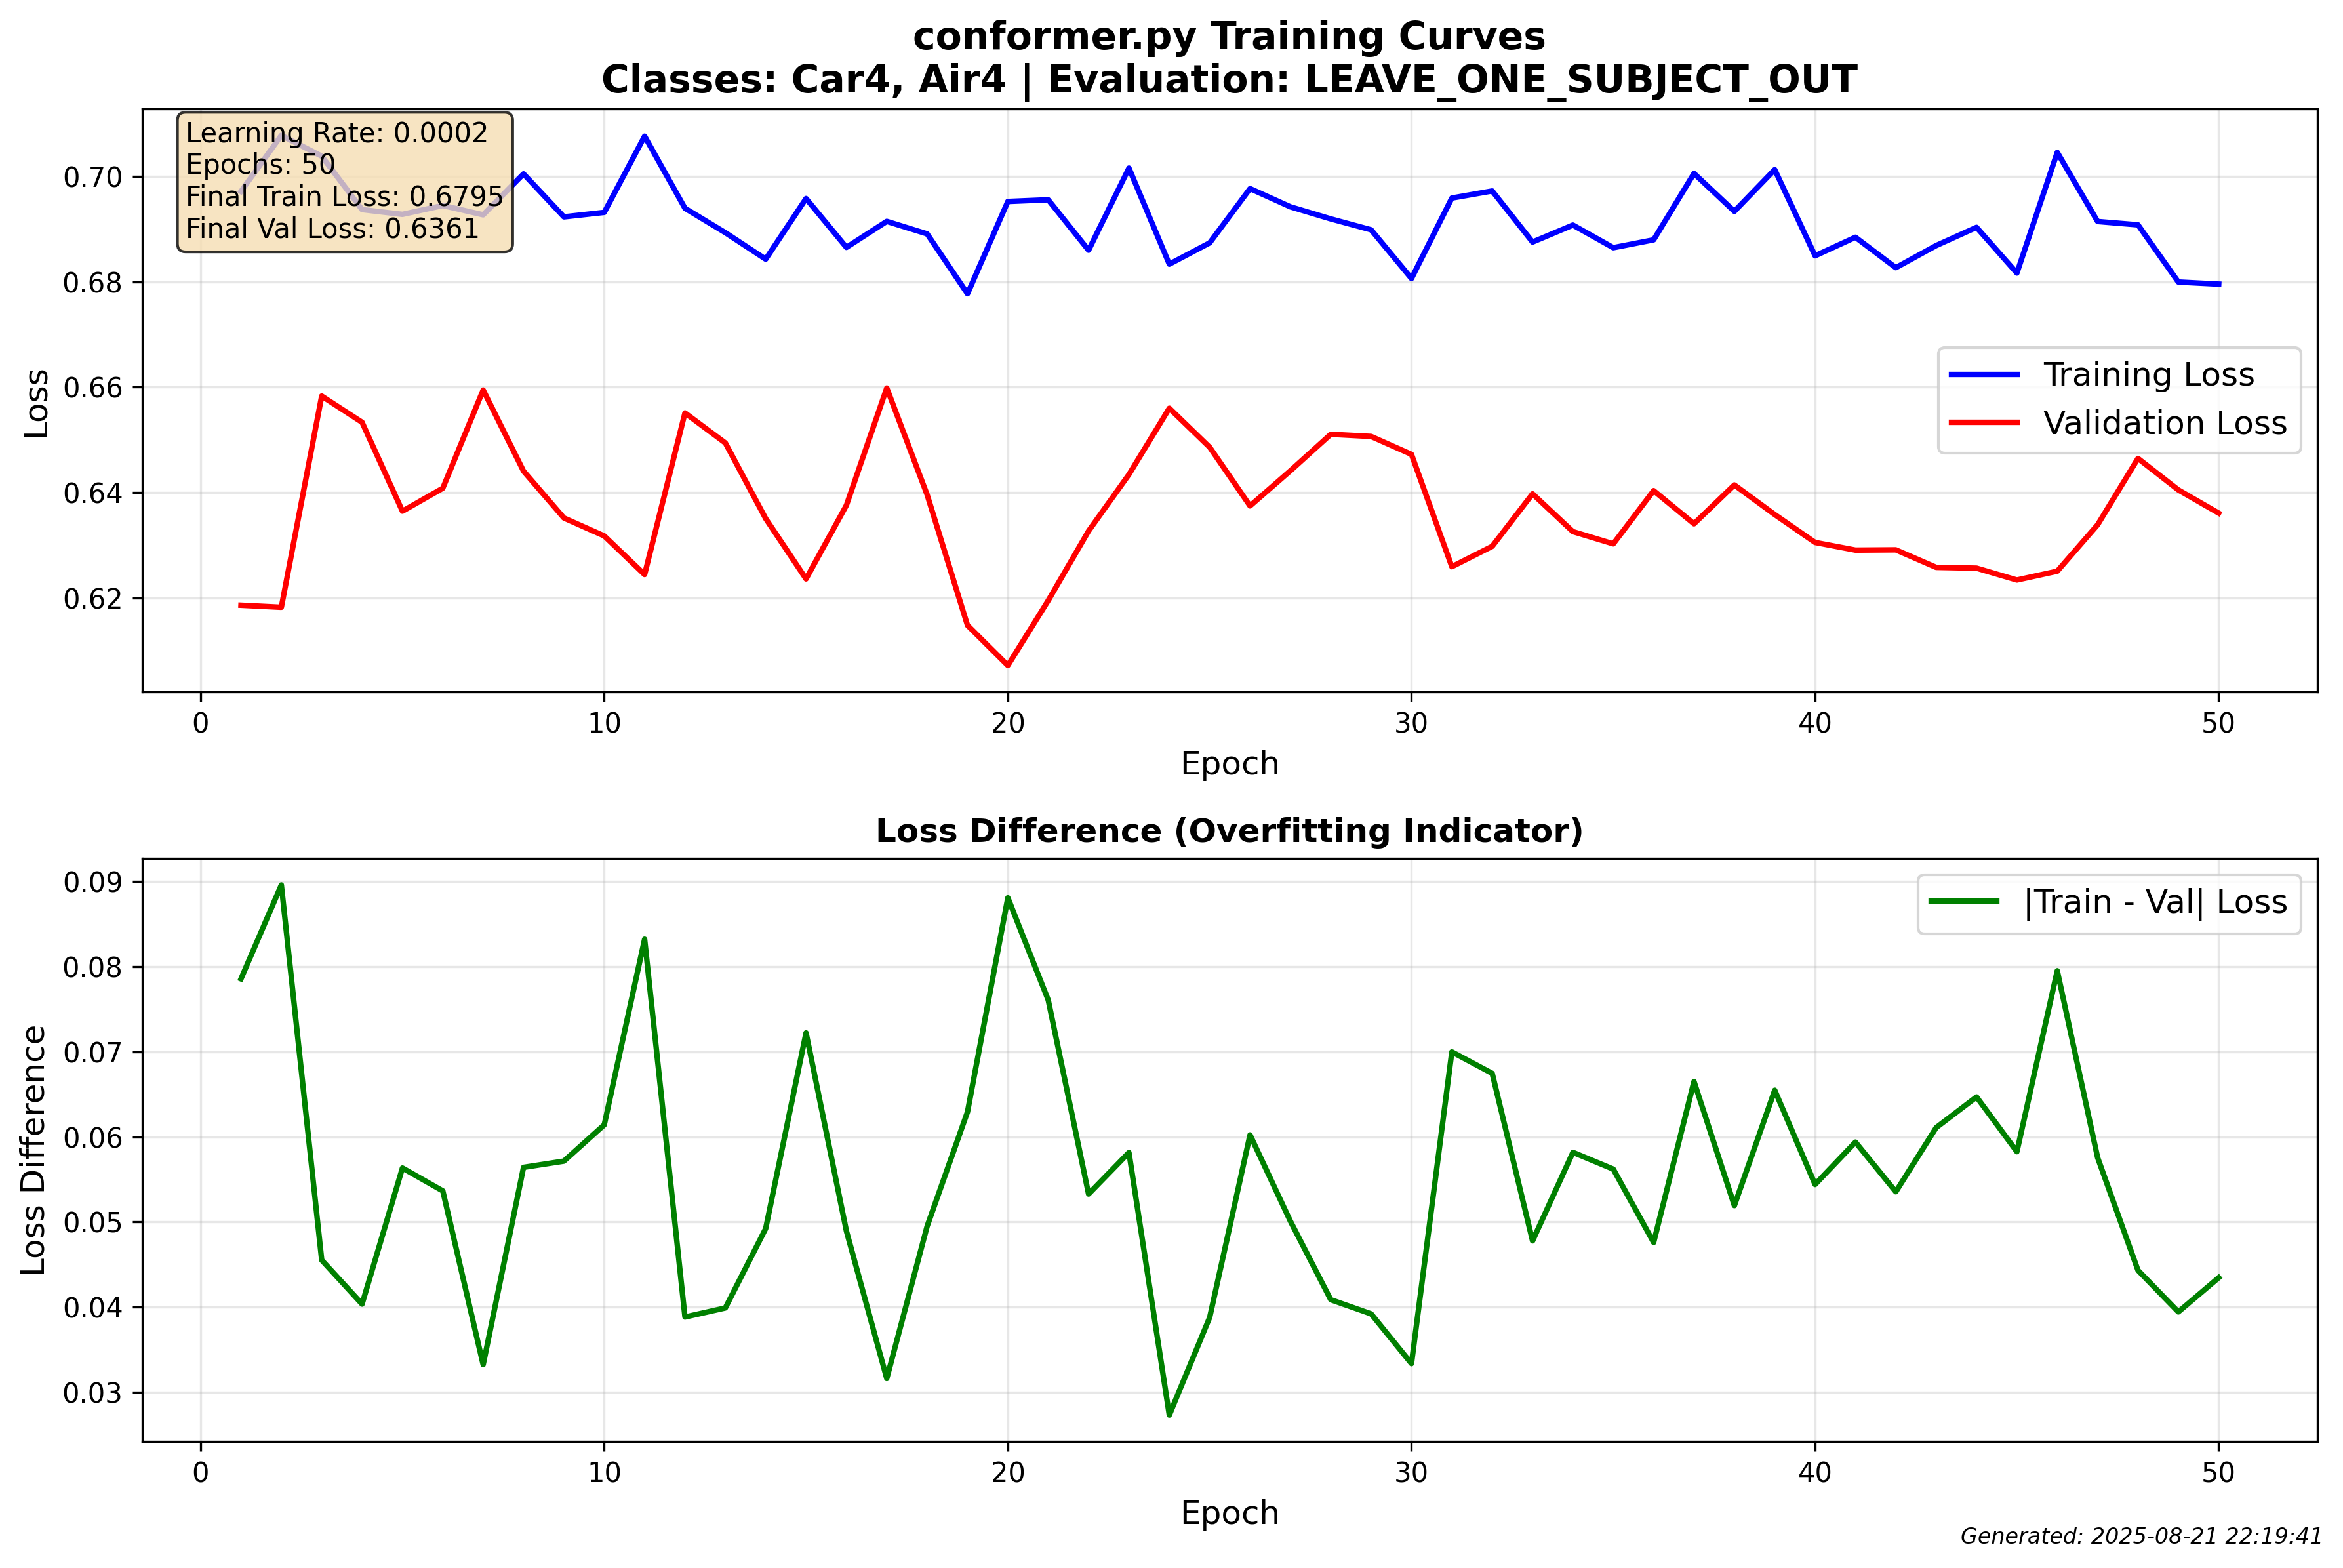 conformer.py Training Curves
Classes: Car4, Air4 | Evaluation: LEAVE_ONE_SUBJECT_OUT
Learning Rate: 0.0002
Epochs: 50
Final Train Loss: 0.6795
Final Val Loss: 0.6361
0.70
0.68
0.66
0.64
0.62
Loss
Training Loss
Validation Loss
0
10
20
30
40
50
Epoch
Loss Difference (Overfitting Indicator)
|Train - Val| Loss
0.09
0.08
0.07
0.06
0.05
0.04
0.03
Loss Difference
0
10
20
30
40
50
Epoch
Generated: 2025-08-21 22:19:41